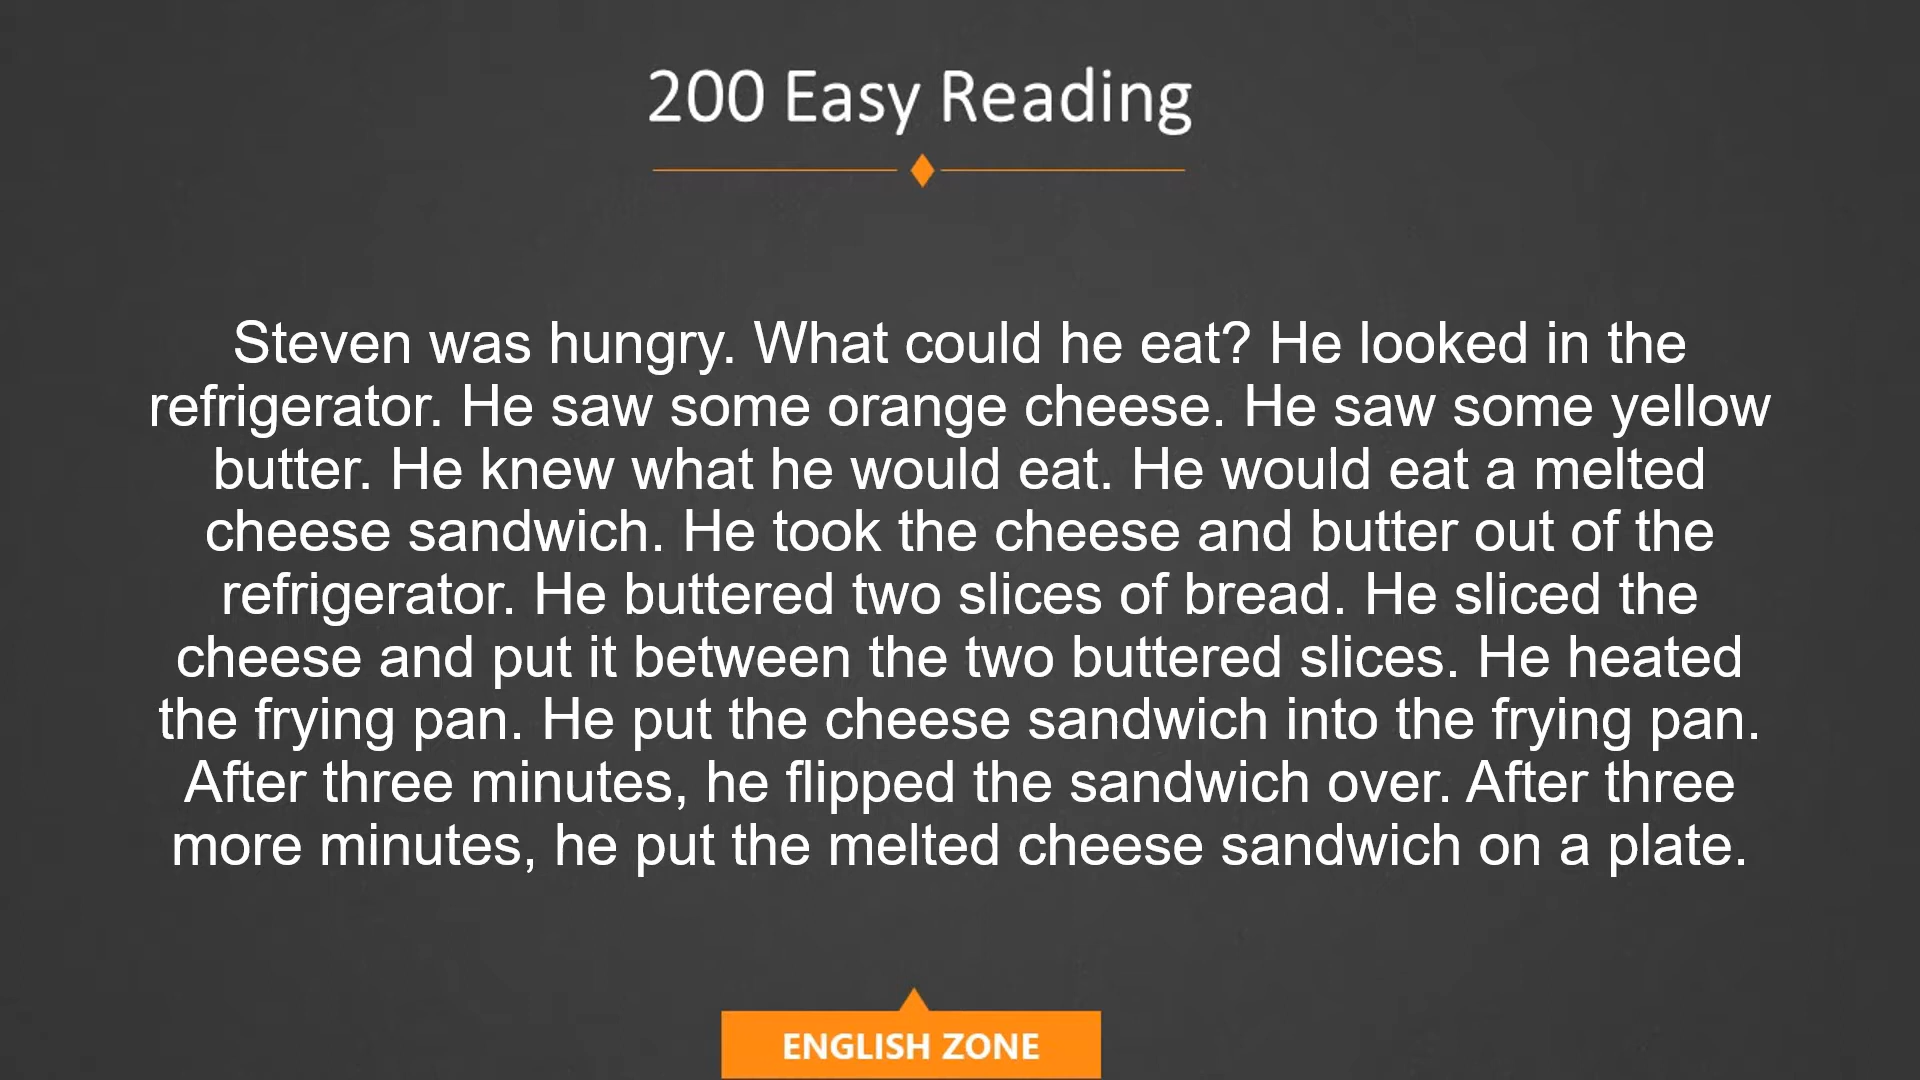 200 Easy Reading
Steven was hungry. What could he eat? He looked in the
refrigerator. He saw some orange cheese. He saw some yellow
butter. He knew what he would eat. He would eat a melted
cheese sandwich. He took the cheese and butter out of the
refrigerator. He buttered two slices of bread. He sliced the
cheese and put it between the two buttered slices. He heated
the frying pan. He put the cheese sandwich into the frying pan.
After three minutes, he flipped the sandwich over. After three
more minutes, he put the melted cheese sandwich on a plate.
ENGLISH ZONE